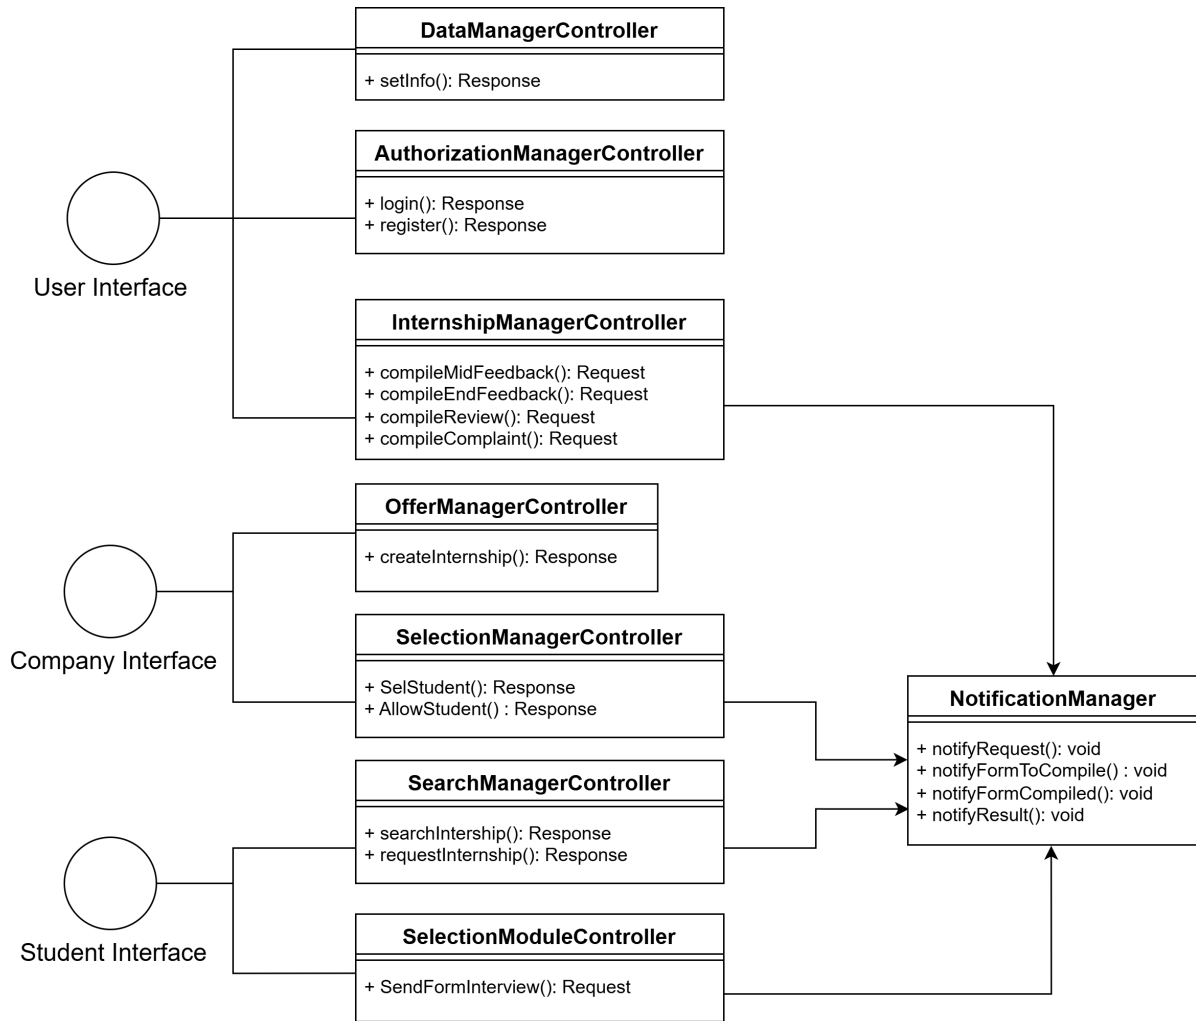 DataManagerController
+ setInfo(): Response
AuthorizationManagerController
+ login(): Response
+ register(): Response
User Interface
InternshipManagerController
+ compileMidFeedback(): Request
+ compileEndFeedback(): Request
+ compileReview(): Request
+ compileComplaint(): Request
OfferManagerController
+ createInternship(): Response
Company Interface
SelectionManagerController
+ SelStudent(): Response
+ AllowStudent() : Response
NotificationManager
+ notifyRequest(): void
+ notifyFormToCompile() : void
+ notifyFormCompiled(): void
+ notifyResult(): void
SearchManagerController
+ searchIntership(): Response
+ requestInternship(): Response
Student Interface
SelectionModuleController
+ SendFormInterview(): Request